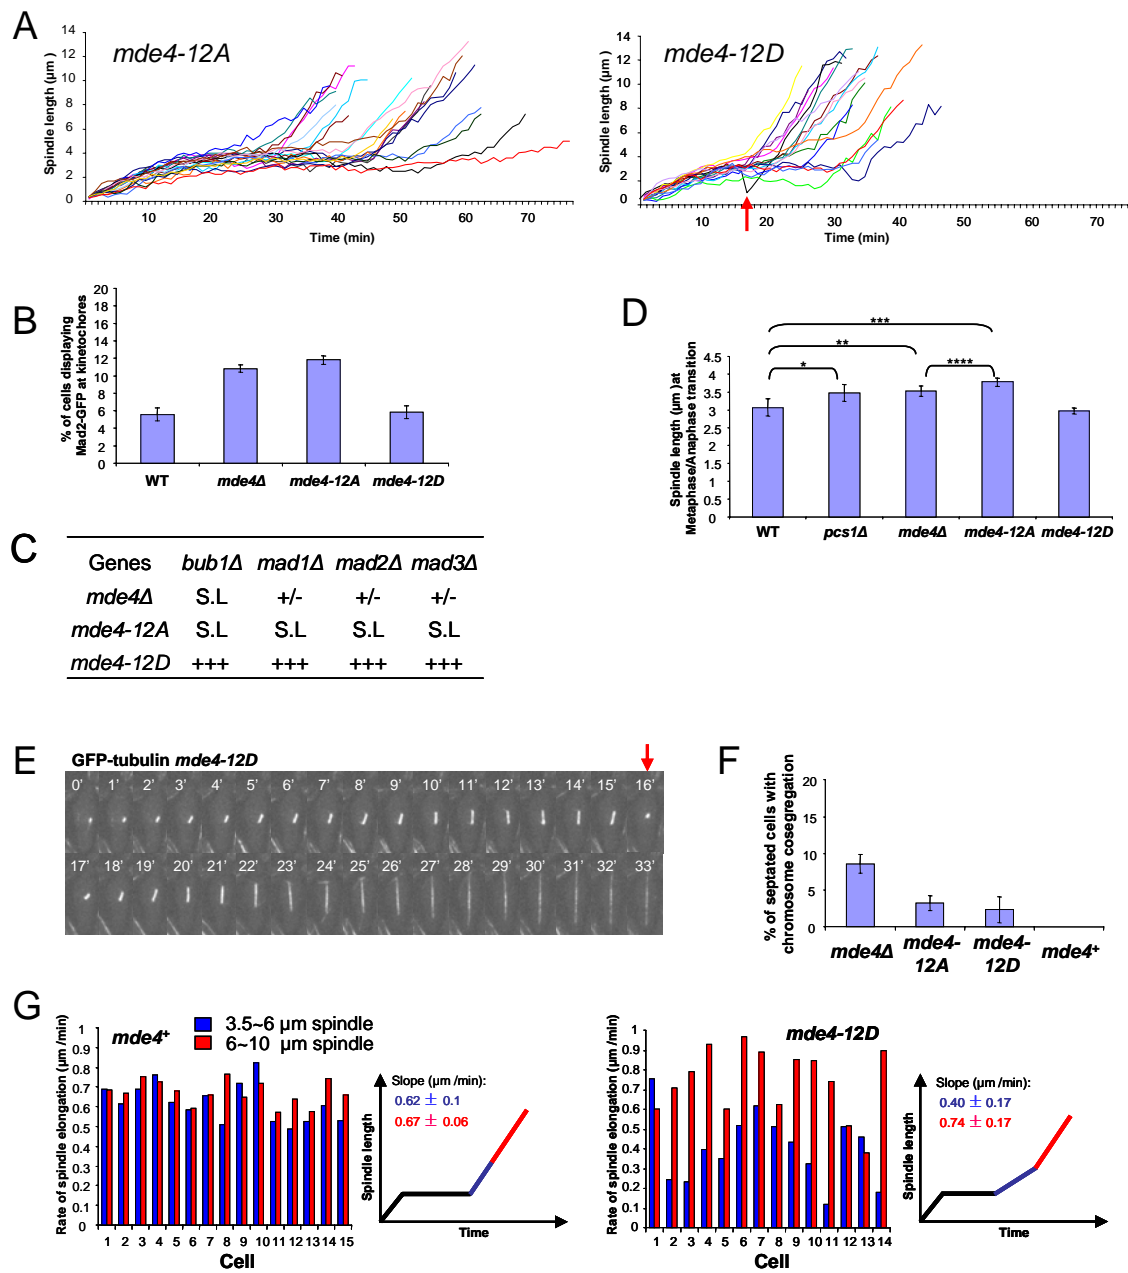 A
mde4-12A
Spindle length (µm )
14
12
10
8
6
4
2
0
10 20 30 40 50 60 70
Time (min)
mde4-12D
Spindle length (µm)
14
12
10
8
6
4
2
0
10 20 30 40 50 60 70
Time (min)
B
% of cells displaying
Mad2-GFP at kinetochores
20
18
16
14
12
10
8
6
4
2
0
WT mde4Δ mde4-12A mde4-12D
D
Spindle length (µm )at
Metaphase/Anaphase transition
4.5
4
3.5
3
2.5
2
1.5
1
0.5
0
***
**
*
****
WT pcs1Δ mde4Δ mde4-12A mde4-12D
C
Genes bub1Δ mad1Δ mad2Δ mad3Δ
mde4Δ S.L +/- +/- +/-
mde4-12A S.L S.L S.L S.L
mde4-12D +++ +++ +++ +++
E
GFP-tubulin mde4-12D
0' 1' 2' 3' 4' 5' 6' 7' 8' 9' 10' 11' 12' 13' 14' 15' 16'
17' 18' 19' 20' 21' 22' 23' 24' 25' 26' 27' 28' 29' 30' 31' 32' 33'
F
% of septated cells with
chromosome cosegregation
20
15
10
5
0
mde4Δ mde4-12A mde4-12D mde4+
G
mde4+
3.5~6 µm spindle
6~10 µm spindle
Rate of spindle elongation (µm /min)
1
0.9
0.8
0.7
0.6
0.5
0.4
0.3
0.2
0.1
0
1 2 3 4 5 6 7 8 9 10 11 12 13 14 15
Cell
Slope (µm /min):
0.62 ± 0.1
0.67 ± 0.06
Spindle length
Time
mde4-12D
Rate of spindle elongation (µm /min)
1
0.9
0.8
0.7
0.6
0.5
0.4
0.3
0.2
0.1
0
1 2 3 4 5 6 7 8 9 10 11 12 13 14
Cell
Slope (µm /min):
0.40 ± 0.17
0.74 ± 0.17
Spindle length
Time